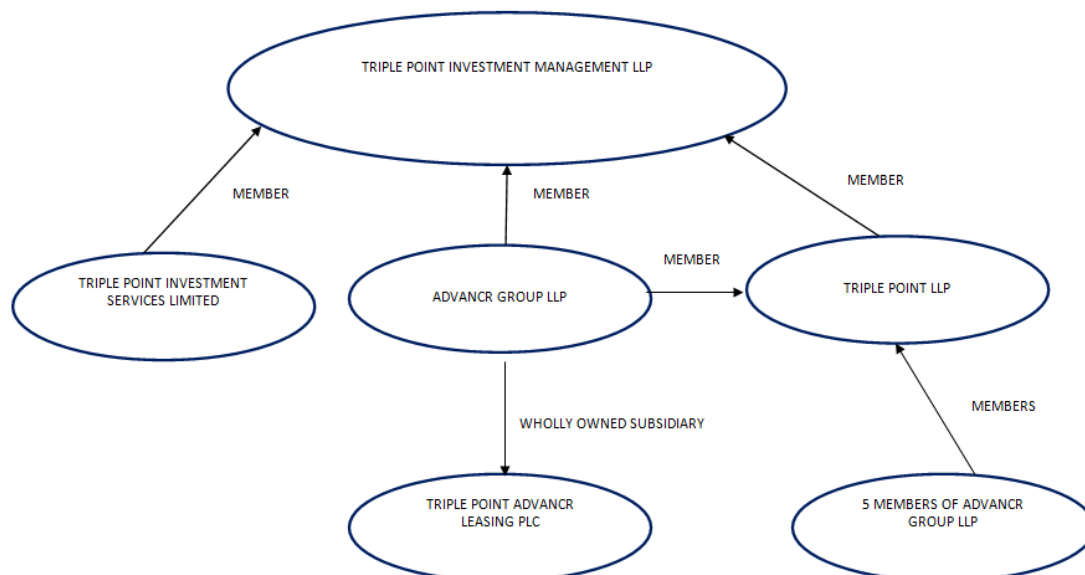 TRIPLE POINT INVESTMENT MANAGEMENT LLP
MEMBER
MEMBER
MEMBER
TRIPLE POINT INVESTMENT
SERVICES LIMITED
ADVANCR GROUP LLP
MEMBER
TRIPLE POINT LLP
WHOLLY OWNED SUBSIDIARY
MEMBERS
TRIPLE POINT ADVANCR
LEASING PLC
5 MEMBERS OF ADVANCR
GROUP LLP